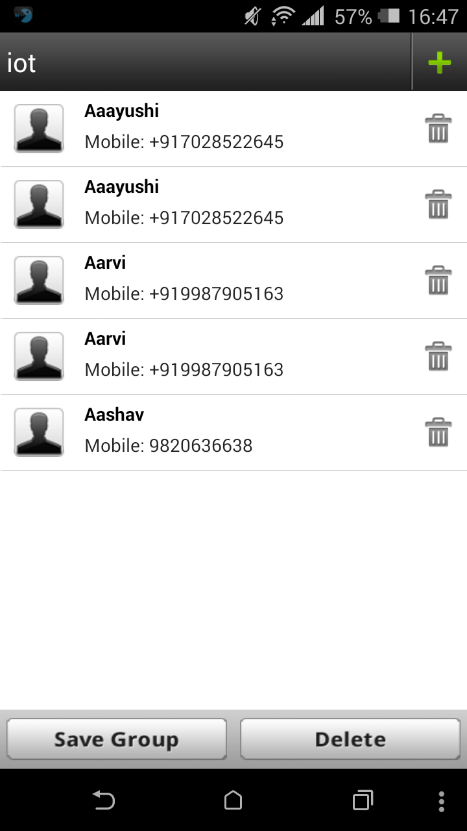 57% 16:47
iot
Aaayushi
Mobile: +917028522645
Aaayushi
Mobile: +917028522645
Aarvi
Mobile: +919987905163
Aarvi
Mobile: +919987905163
Aashav
Mobile: 9820636638
Save Group Delete